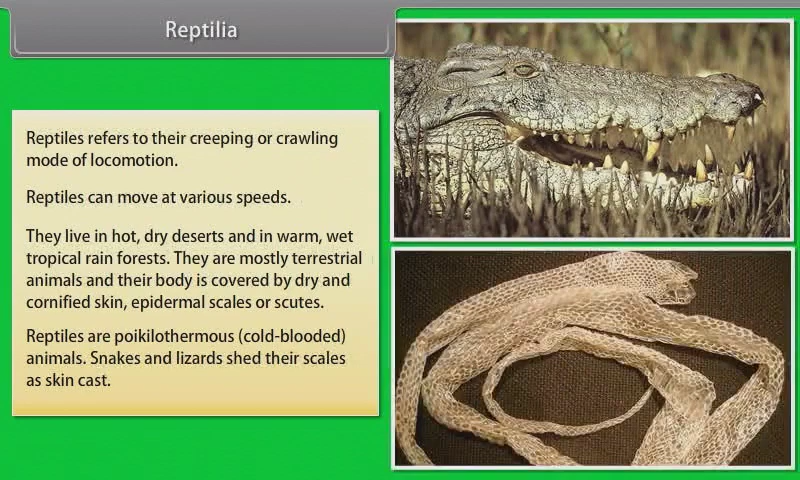 Reptilia
Reptiles refers to their creeping or crawling
mode of locomotion.
Reptiles can move at various speeds.
They live in hot, dry deserts and in warm, wet
tropical rain forests. They are mostly terrestrial
animals and their body is covered by dry and
cornified skin, epidermal scales or scutes.
Reptiles are poikilothermous (cold-blooded)
animals. Snakes and lizards shed their scales
as skin cast.